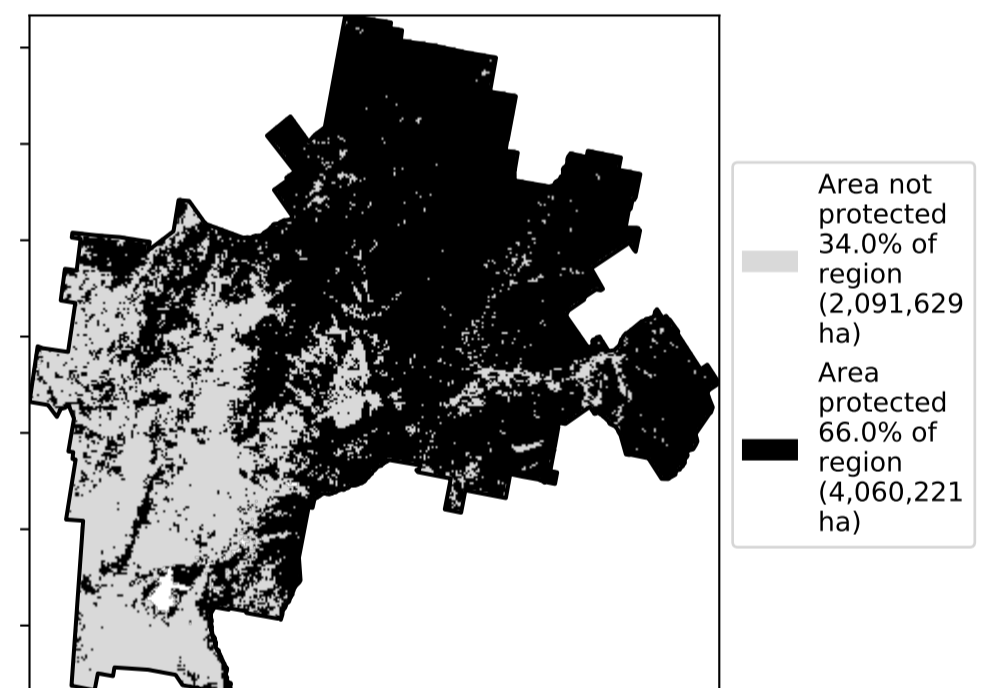 Area not
protected
34.0% of
region
(2,091,629
ha)
Area
protected
66.0% of
region
(4,060,221
ha)